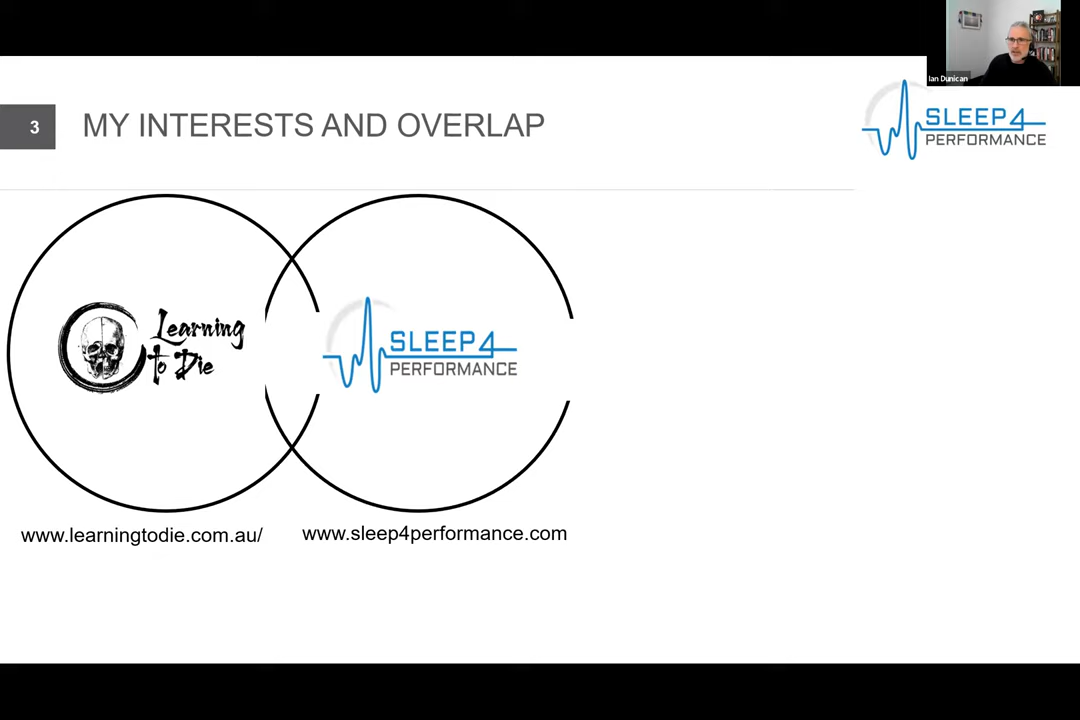 Ian Dunican
3
MY INTERESTS AND OVERLAP
SLEEP4
PERFORMANCE
Learning
to Die
SLEEP4
PERFORMANCE
www.learningtodie.com.au/
www.sleep4performance.com